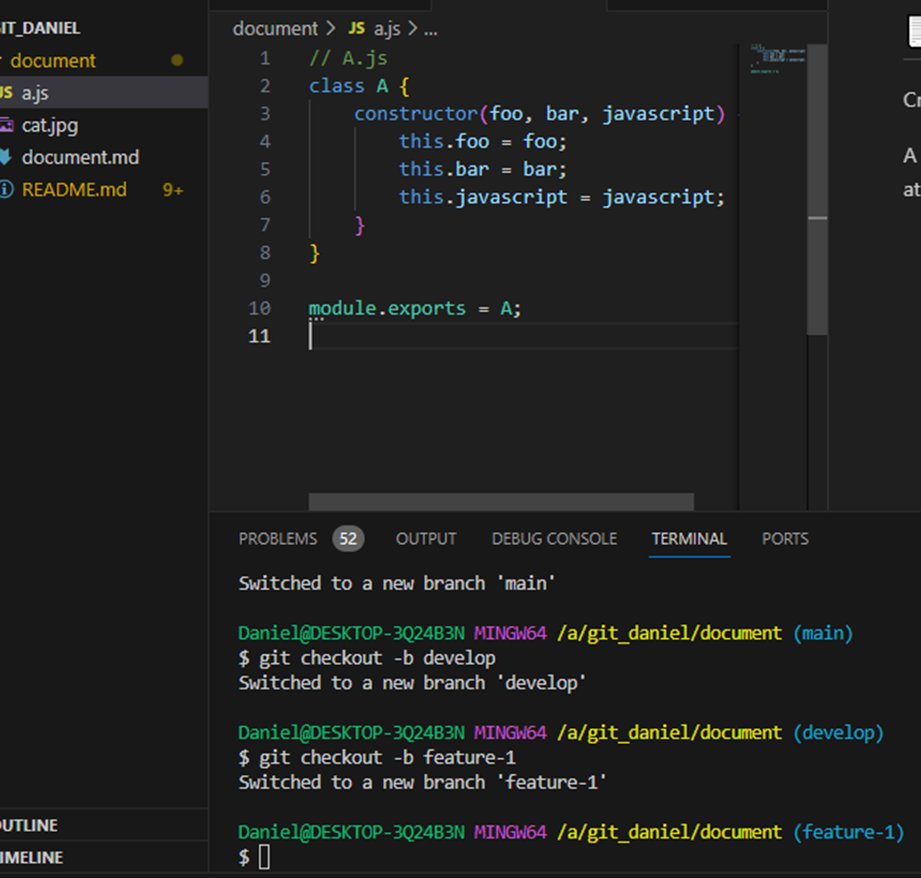 GIT_DANIEL
document
JS a.js
cat.jpg
document.md
README.md 9+
OUTLINE
TIMELINE
document > JS a.js > ...
1 // A.js
2 class A {
3 constructor(foo, bar, javascript)
4 this.foo = foo;
5 this.bar = bar;
6 this.javascript = javascript;
7 }
8 }
9
10 module.exports = A;
11
Cr
A
at
PROBLEMS 52 OUTPUT DEBUG CONSOLE TERMINAL PORTS
Switched to a new branch 'main'
Daniel@DESKTOP-3Q24B3N MINGW64 /a/git_daniel/document (main)
$ git checkout -b develop
Switched to a new branch 'develop'
Daniel@DESKTOP-3Q24B3N MINGW64 /a/git_daniel/document (develop)
$ git checkout -b feature-1
Switched to a new branch 'feature-1'
Daniel@DESKTOP-3Q24B3N MINGW64 /a/git_daniel/document (feature-1)
$